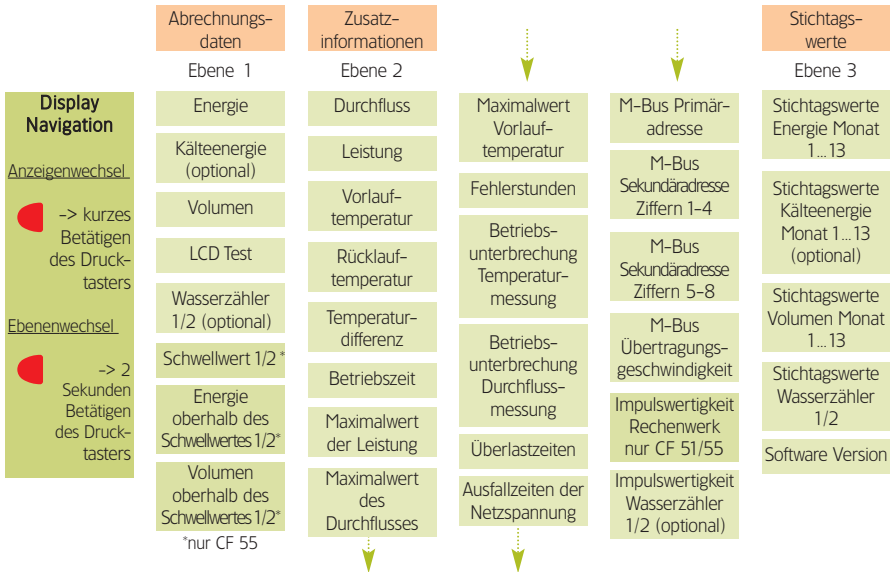 Abrechnungs-
daten
Ebene 1
Zusatz-
informationen
Ebene 2
Stichtags-
werte
Ebene 3
Display
Navigation
Anzeigenwechsel
-> kurzes
Betätigen
des Druck-
tasters
Ebenenwechsel
-> 2
Sekunden
Betätigen
des Druck-
tasters
Energie
Kälteenergie
(optional)
Volumen
LCD Test
Wasserzähler
1/2 (optional)
Schwellwert 1/2 *
Energie
oberhalb des
Schwellwertes 1/2*
Volumen
oberhalb des
Schwellwertes 1/2*
*nur CF 55
Durchfluss
Leistung
Vorlauf-
temperatur
Rücklauf-
temperatur
Temperatur-
differenz
Betriebszeit
Maximalwert
der Leistung
Maximalwert
des
Durchflusses
Maximalwert
Vorlauf-
temperatur
Fehlerstunden
Betriebs-
unterbrechung
Temperatur-
messung
Betriebs-
unterbrechung
Durchfluss-
messung
Überlastzeiten
Ausfallzeiten der
Netzspannung
M-Bus Primär-
adresse
M-Bus
Sekundäradresse
Ziffern 1-4
M-Bus
Sekundäradresse
Ziffern 5-8
M-Bus
Übertragungs-
geschwindigkeit
Impulswertigkeit
Rechenwerk
nur CF 51/55
Impulswertigkeit
Wasserzähler
1/2 (optional)
Stichtagswerte
Energie Monat
1...13
Stichtagswerte
Kälteenergie
Monat 1...13
(optional)
Stichtagswerte
Volumen Monat
1...13
Stichtagswerte
Wasserzähler
1/2
Software Version